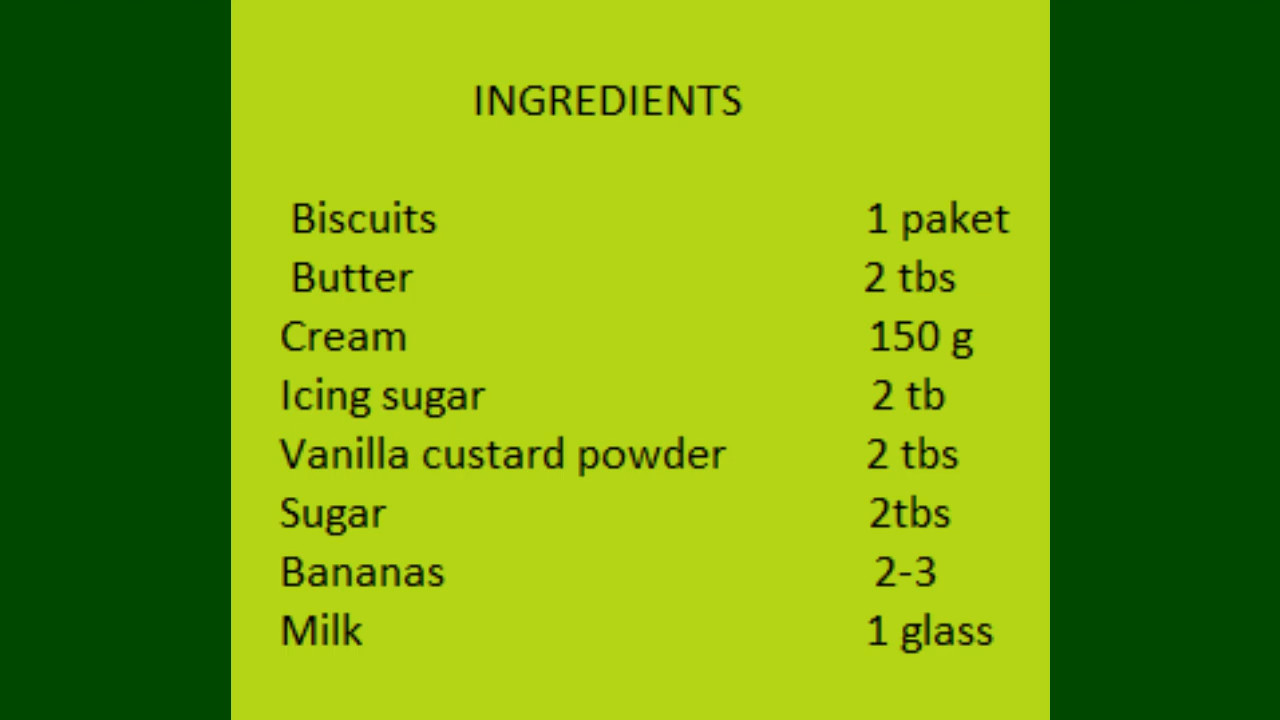 INGREDIENTS
Biscuits 1 paket
Butter 2 tbs
Cream 150 g
Icing sugar 2 tb
Vanilla custard powder 2 tbs
Sugar 2tbs
Bananas 2-3
Milk 1 glass